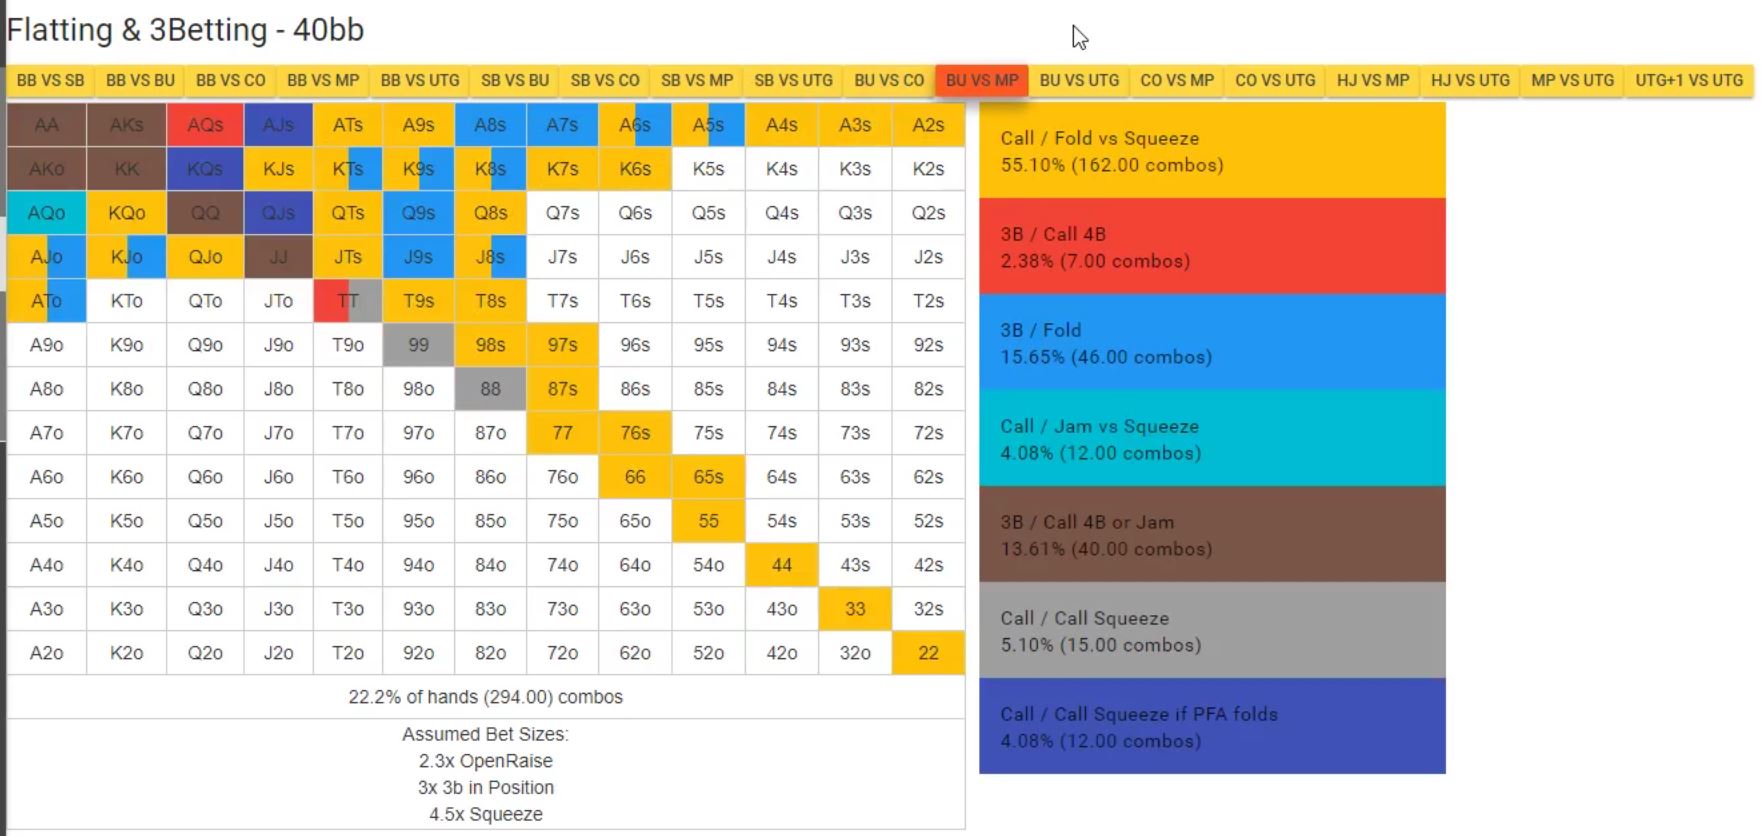 Flatting & 3Betting - 40bb
BB VS SB BB VS BU BB VS CO BB VS MP BB VS UTG SB VS BU SB VS CO SB VS MP SB VS UTG BU VS CO BU VS MP BU VS UTG CO VS MP CO VS UTG HJ VS MP HJ VS UTG MP VS UTG UTG+1 VS UTG
AA AKs AQs AJs ATs A9s A8s A7s A6s A5s A4s A3s A2s
AKo KK KQs KJs KTs K9s K8s K7s K6s K5s K4s K3s K2s
AQo KQo QQ QJs QTs Q9s Q8s Q7s Q6s Q5s Q4s Q3s Q2s
AJo KJo QJo JJ JTs J9s J8s J7s J6s J5s J4s J3s J2s
ATo KTo QTo JTo TT T9s T8s T7s T6s T5s T4s T3s T2s
A9o K9o Q9o J9o T9o 99 98s 97s 96s 95s 94s 93s 92s
A8o K8o Q8o J8o T8o 98o 88 87s 86s 85s 84s 83s 82s
A7o K7o Q7o J7o T7o 97o 87o 77 76s 75s 74s 73s 72s
A6o K6o Q6o J6o T6o 96o 86o 76o 66 65s 64s 63s 62s
A5o K5o Q5o J5o T5o 95o 85o 75o 65o 55 54s 53s 52s
A4o K4o Q4o J4o T4o 94o 84o 74o 64o 54o 44 43s 42s
A3o K3o Q3o J3o T3o 93o 83o 73o 63o 53o 43o 33 32s
A2o K2o Q2o J2o T2o 92o 82o 72o 62o 52o 42o 32o 22
22.2% of hands (294.00) combos
Assumed Bet Sizes:
2.3x OpenRaise
3x 3b in Position
4.5x Squeeze
Call / Fold vs Squeeze
55.10% (162.00 combos)
3B / Call 4B
2.38% (7.00 combos)
3B / Fold
15.65% (46.00 combos)
Call / Jam vs Squeeze
4.08% (12.00 combos)
3B / Call 4B or Jam
13.61% (40.00 combos)
Call / Call Squeeze
5.10% (15.00 combos)
Call / Call Squeeze if PFA folds
4.08% (12.00 combos)